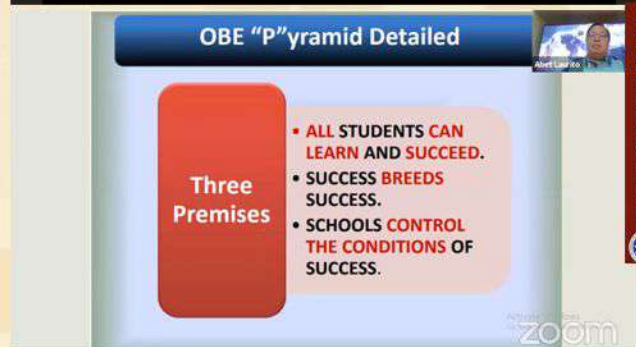 OBE “P”yramid Detailed
Abet Laurito
Three
Premises
• ALL STUDENTS CAN
LEARN AND SUCCEED.
• SUCCESS BREEDS
SUCCESS.
• SCHOOLS CONTROL
THE CONDITIONS OF
SUCCESS.
zoom